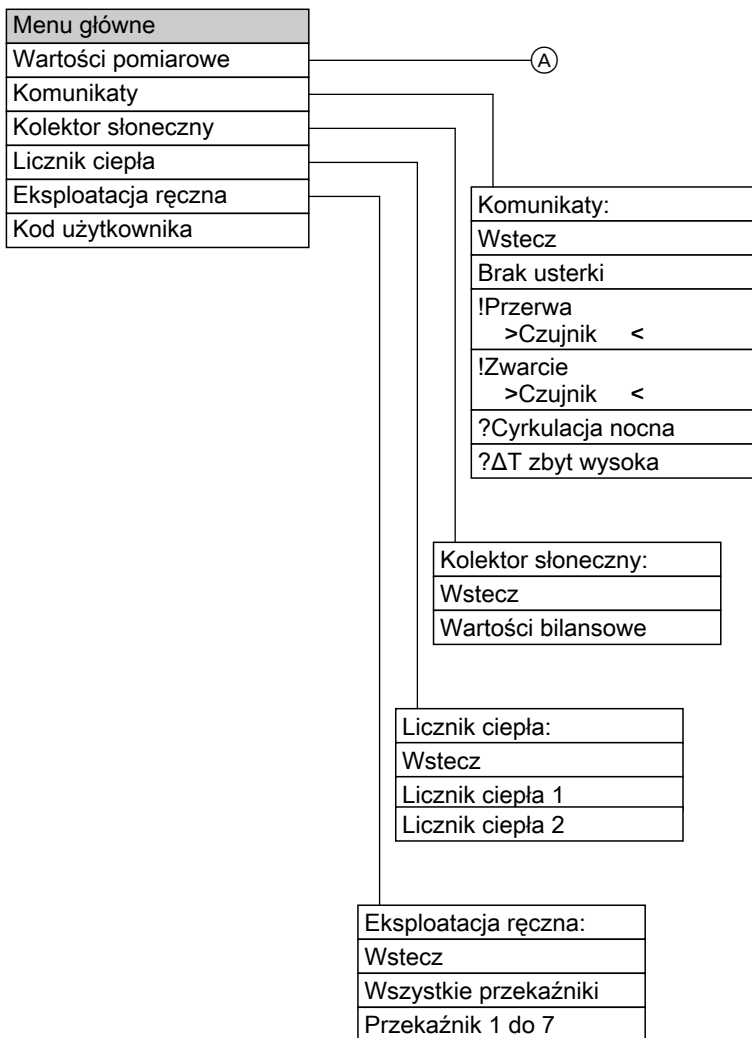 Menu główne
Wartości pomiarowe
A
Komunikaty
Kolektor słoneczny
Licznik ciepła
Eksploatacja ręczna
Kod użytkownika
Komunikaty:
Wstecz
Brak usterki
!Przerwa
>Czujnik <
!Zwarcie
>Czujnik <
?Cyrkulacja nocna
?ΔT zbyt wysoka
Kolektor słoneczny:
Wstecz
Wartości bilansowe
Licznik ciepła:
Wstecz
Licznik ciepła 1
Licznik ciepła 2
Eksploatacja ręczna:
Wstecz
Wszystkie przekaźniki
Przekaźnik 1 do 7